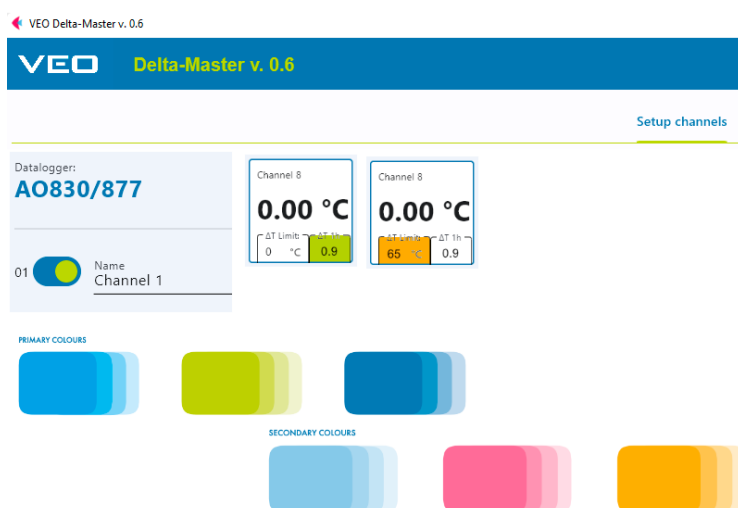 VEO Delta-Master v. 0.6
VEO Delta-Master v. 0.6
Setup channels
Datalogger:
AO830/877
01 Name
Channel 1
Channel 8
0.00 °C
ΔT Limit: ΔT 1h
0 °C 0.9
Channel 8
0.00 °C
ΔT Limit: ΔT 1h
65 °C 0.9
PRIMARY COLOURS
SECONDARY COLOURS